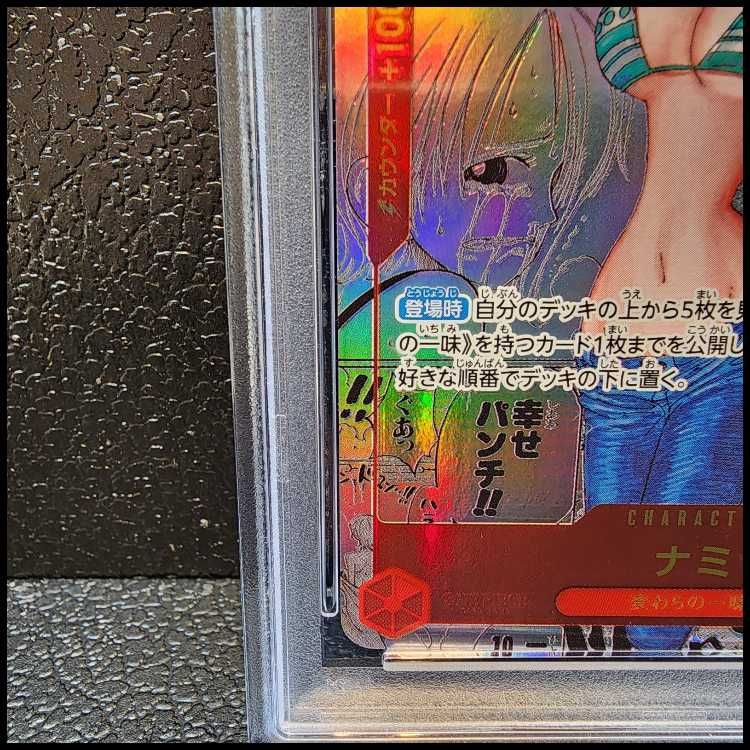 カウンター +100
登場時 自分のデッキの上から5枚を
の一味》を持つカード1枚までを公開し
好きな順番でデッキの下に置く。
ぐあっ
!!
幸せ
パンチ!!
CHARACT
ナミ
麦わらの一味